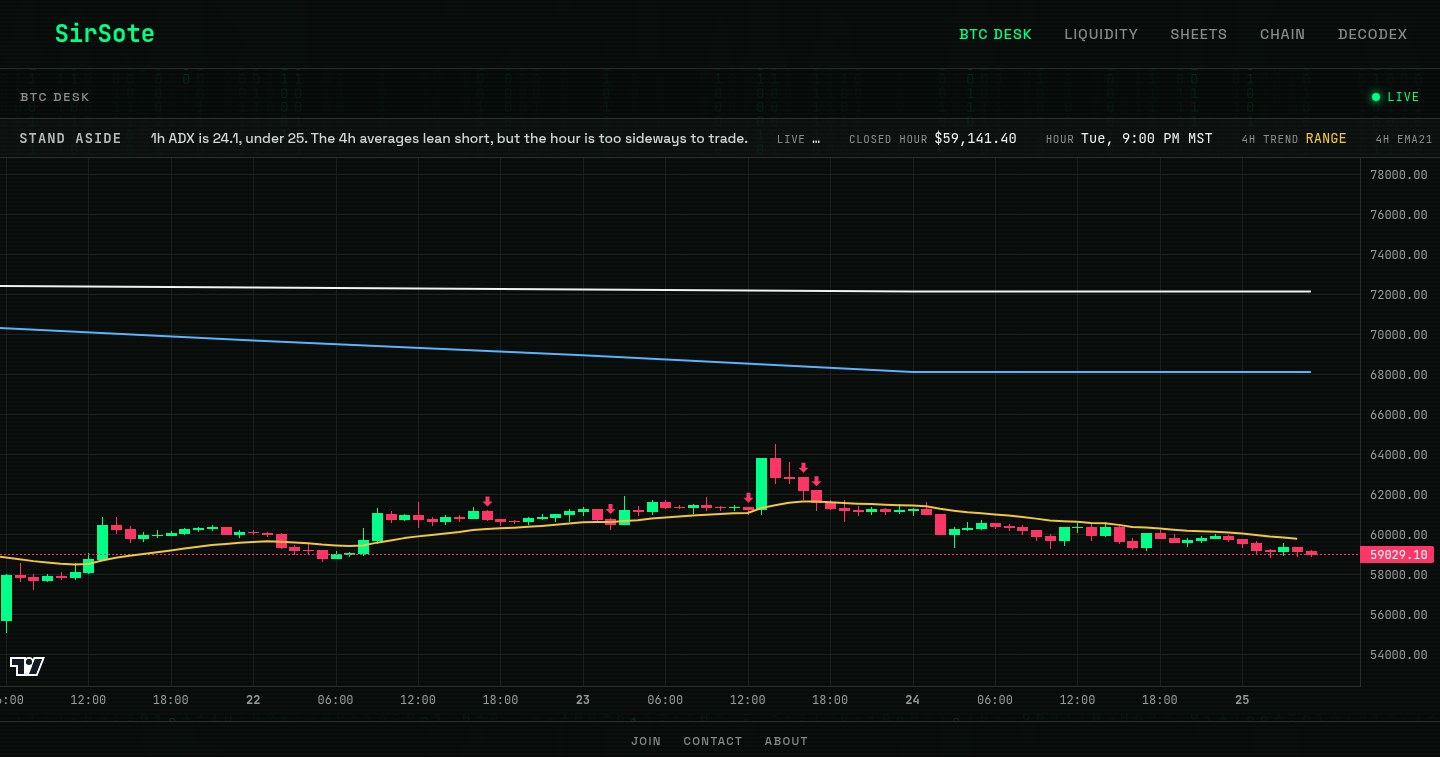 SirSote
BTC DESK LIQUIDITY SHEETS CHAIN DECODEX
BTC DESK
LIVE
STAND ASIDE 1h ADX is 24.1, under 25. The 4h averages lean short, but the hour is too sideways to trade. LIVE … CLOSED HOUR $59,141.40 HOUR Tue, 9:00 PM MST 4H TREND RANGE 4H EMA21
78000.00
76000.00
74000.00
72000.00
70000.00
68000.00
66000.00
64000.00
62000.00
60000.00
59029.10
58000.00
56000.00
54000.00
:00 12:00 18:00 22 06:00 12:00 18:00 23 06:00 12:00 18:00 24 06:00 12:00 18:00 25
JOIN CONTACT ABOUT